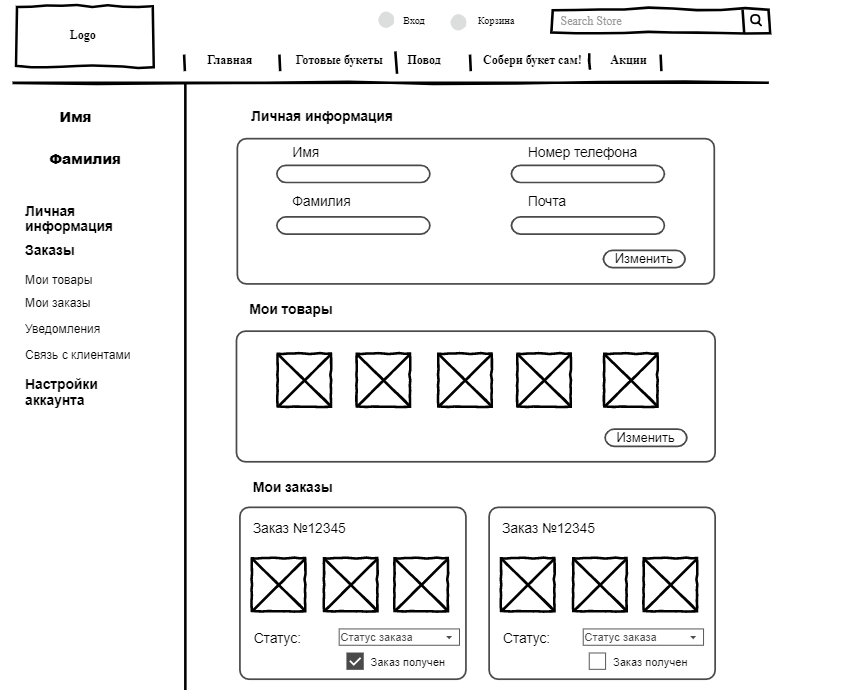 Logo
Вход
Корзина
Search Store
Главная
Готовые букеты
Повод
Собери букет сам!
Акции
Имя
Фамилия
Личная
информация
Заказы
Мои товары
Мои заказы
Уведомления
Связь с клиентами
Настройки
аккаунта
Личная информация
Имя
Номер телефона
Фамилия
Почта
Изменить
Мои товары
Изменить
Мои заказы
Заказ №12345
Статус:
Статус заказа
Заказ получен
Заказ №12345
Статус:
Статус заказа
Заказ получен